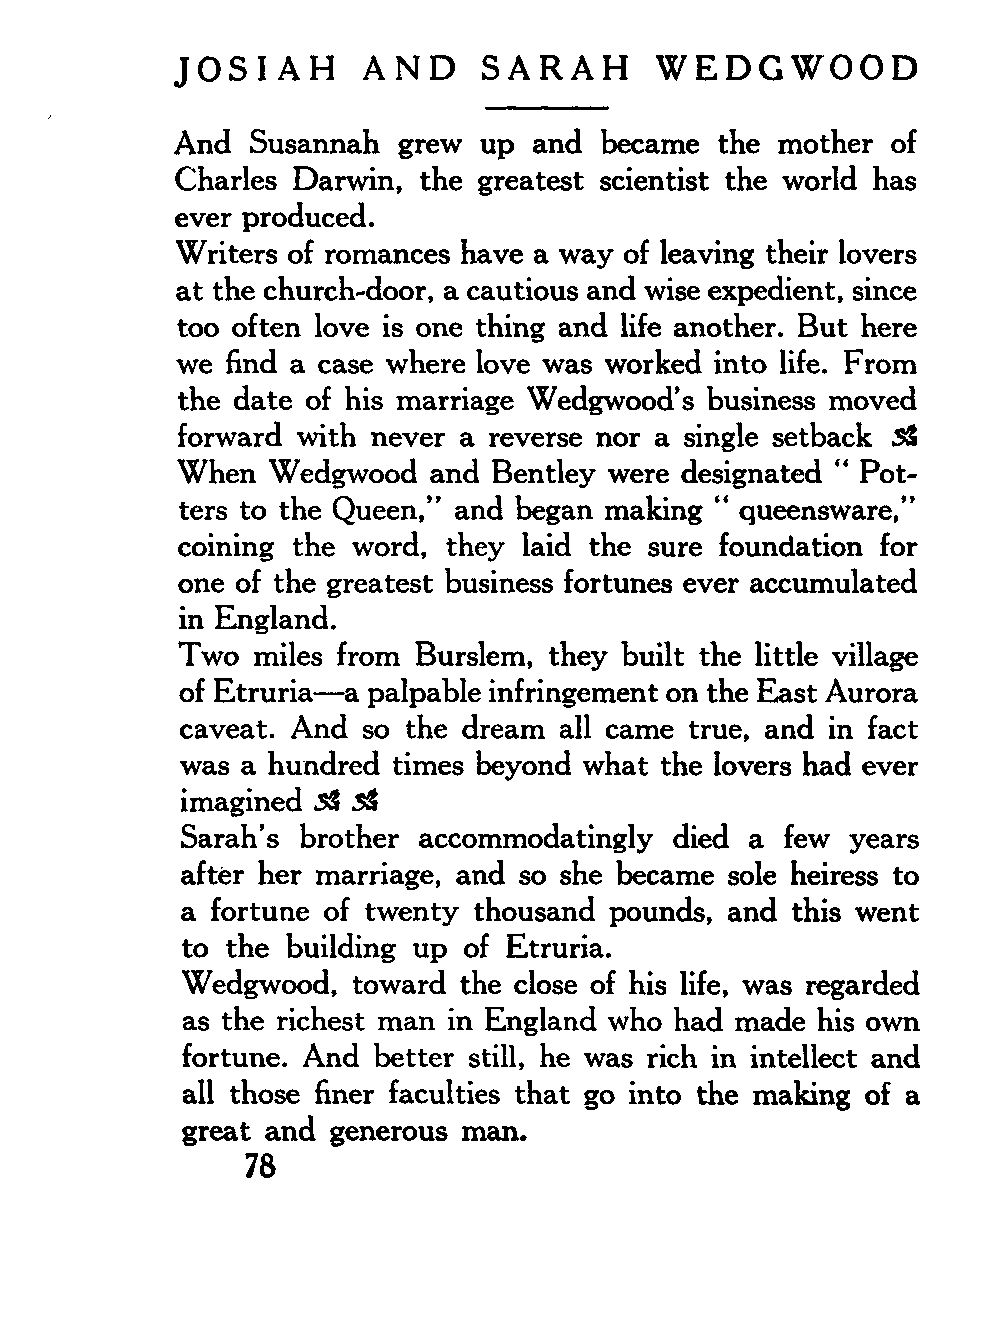 JOSIAH AND SARAH WEDGWOOD
And Susannah grew up and became the mother of
Charles Darwin, the greatest scientist the world has
ever produced.
Writers of romances have a way of leaving their lovers
at the church-door, a cautious and wise expedient, since
too often love is one thing and life another. But here
we find a case where love was worked into life. From
the date of his marriage Wedgwood's business moved
forward with never a reverse nor a single setback
When Wedgwood and Bentley were designated " Pot-
ters to the Queen," and began making " queensware,"
coining the word, they laid the sure foundation for
one of the greatest business fortunes ever accumulated
in England.
Two miles from Burslem, they built the little village
of Etruria—a palpable infringement on the East Aurora
caveat. And so the dream all came true, and in fact
was a hundred times beyond what the lovers had ever
imagined
Sarah's brother accommodatingly died a few years
after her marriage, and so she became sole heiress to
a fortune of twenty thousand pounds, and this went
to the building up of Etruria.
Wedgwood, toward the close of his life, was regarded
as the richest man in England who had made his own
fortune. And better still, he was rich in intellect and
all those finer faculties that go into the making of a
great and generous man.
78